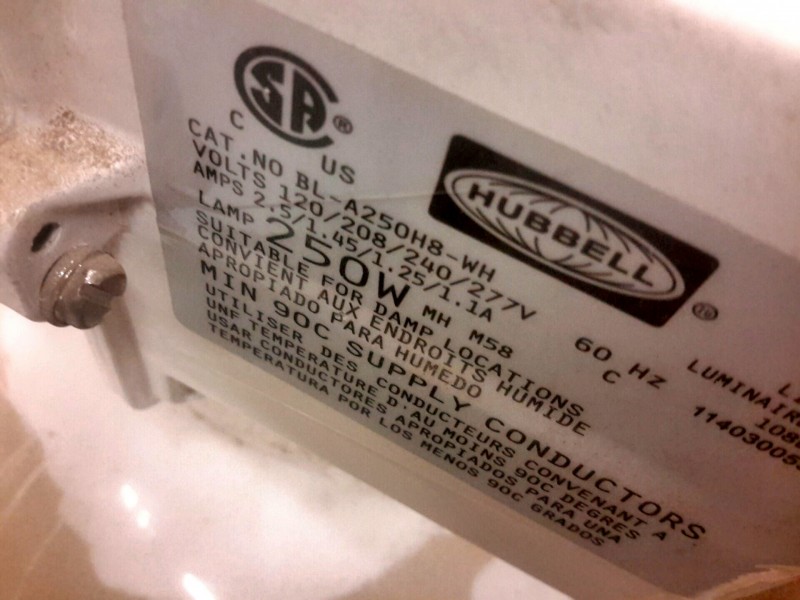 CSA®
C US
HUBBELL ®
CAT.NO BL-A250H8-WH
VOLTS 120/208/240/277V 60 HZ
AMPS 2.5/1.45/1.25/1.1A C LUMINAIR
LAMP 250W MH M58
SUITABLE FOR DAMP LOCATIONS
CONVIENT AUX ENDROITS HUMIDE
APROPIADO PARA HUMEDO
MIN 90C SUPPLY CONDUCTORS
UTILISER DES CONDUCTEURS CONVENANT A
UNE TEMPERATURE D.AU MOINS 90C DEGRES
USAR CONDUCTORES APROPIADOS PARA UNA
TEMPERATURA POR LOS MENOS 90C GRADOS